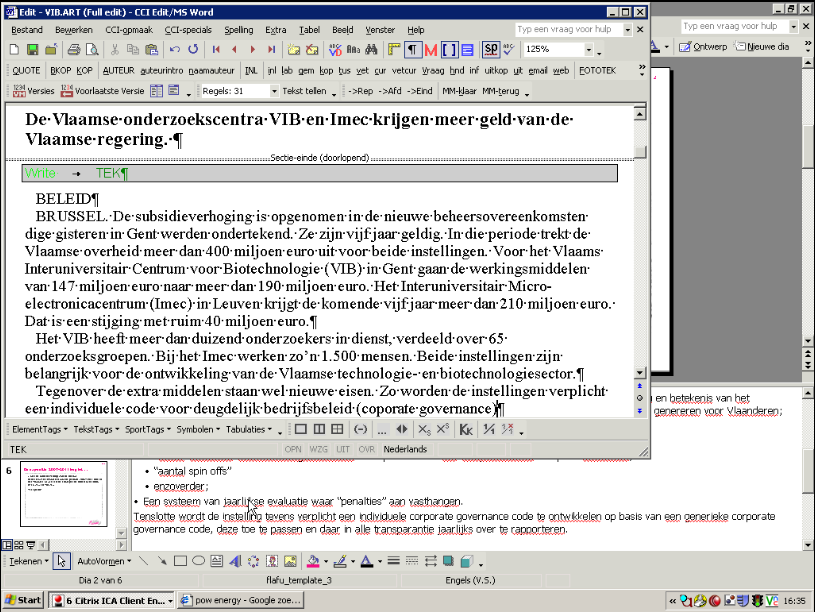 Edit - VIB.ART (Full edit) - CCI Edit/MS Word
Bestand Bewerken CCI-gpmaak CCI-specials Spelling Extra Tabel Beeld Venster Help Typ een vraag voor hulp
Typ een vraag voor hulp
125%
Ontwerp Nieuwe dia
QUOTE BKOP KOP AUTEUR auteurintro naamauteur INL inl lab gem kop tus vet cur vetcur Vraag hnd inf uitkop uit email web FOTOTEK
Versies Voorlaatste Versie Regels: 31 Tekst tellen ->Rep ->Afd ->Eind MM-klaar MM-terug
De Vlaamse onderzoekscentra VIB en Imec krijgen meer geld van de
Vlaamse regering. ¶
Sectie-einde (doorlopend)
Write → TEK¶
BELEID¶
BRUSSEL. De subsidieverhoging is opgenomen in de nieuwe beheersovereenkomsten
dige gisteren in Gent werden ondertekend. Ze zijn vijf jaar geldig. In die periode trekt de
Vlaamse overheid meer dan 400 miljoen euro uit voor beide instellingen. Voor het Vlaams
Interuniversitair Centrum voor Biotechnologie (VIB) in Gent gaan de werkingsmiddelen
van 147 miljoen euro naar meer dan 190 miljoen euro. Het Interuniversitair Micro-
electronicacentrum (Imec) in Leuven krijgt de komende vijf jaar meer dan 210 miljoen euro.
Dat is een stijging met ruim 40 miljoen euro.¶
Het VIB heeft meer dan duizend onderzoekers in dienst, verdeeld over 65
onderzoeksgroepen. Bij het Imec werken zo'n 1.500 mensen. Beide instellingen zijn
belangrijk voor de ontwikkeling van de Vlaamse technologie- en biotechnologiesector.¶
Tegenover de extra middelen staan wel nieuwe eisen. Zo worden de instellingen verplicht
een individuele code voor deugdelijk bedrijfsbeleid (coporate governance)¶
en betekenis van het
genereren voor Vlaanderen;
ElementTags TekstTags SportTags Symbolen Tabulaties
TEK OPN WZG UIT OVR Nederlands
6
• "aantal spin offs"
• enzoverder;
• Een systeem van jaarlijkse evaluatie waar "penalties" aan vasthangen.
Tenslotte wordt de instelling tevens verplicht een individuele corporate governance code te ontwikkelen op basis van een generieke corporate
governance code, deze toe te passen en daar in alle transparantie jaarlijks over te rapporteren.
Tekenen AutoVormen
Dia 2 van 6 flafu_template_3 Engels (V.S.)
Start 6 Citrix ICA Client En... pow energy - Google zoe... 16:35